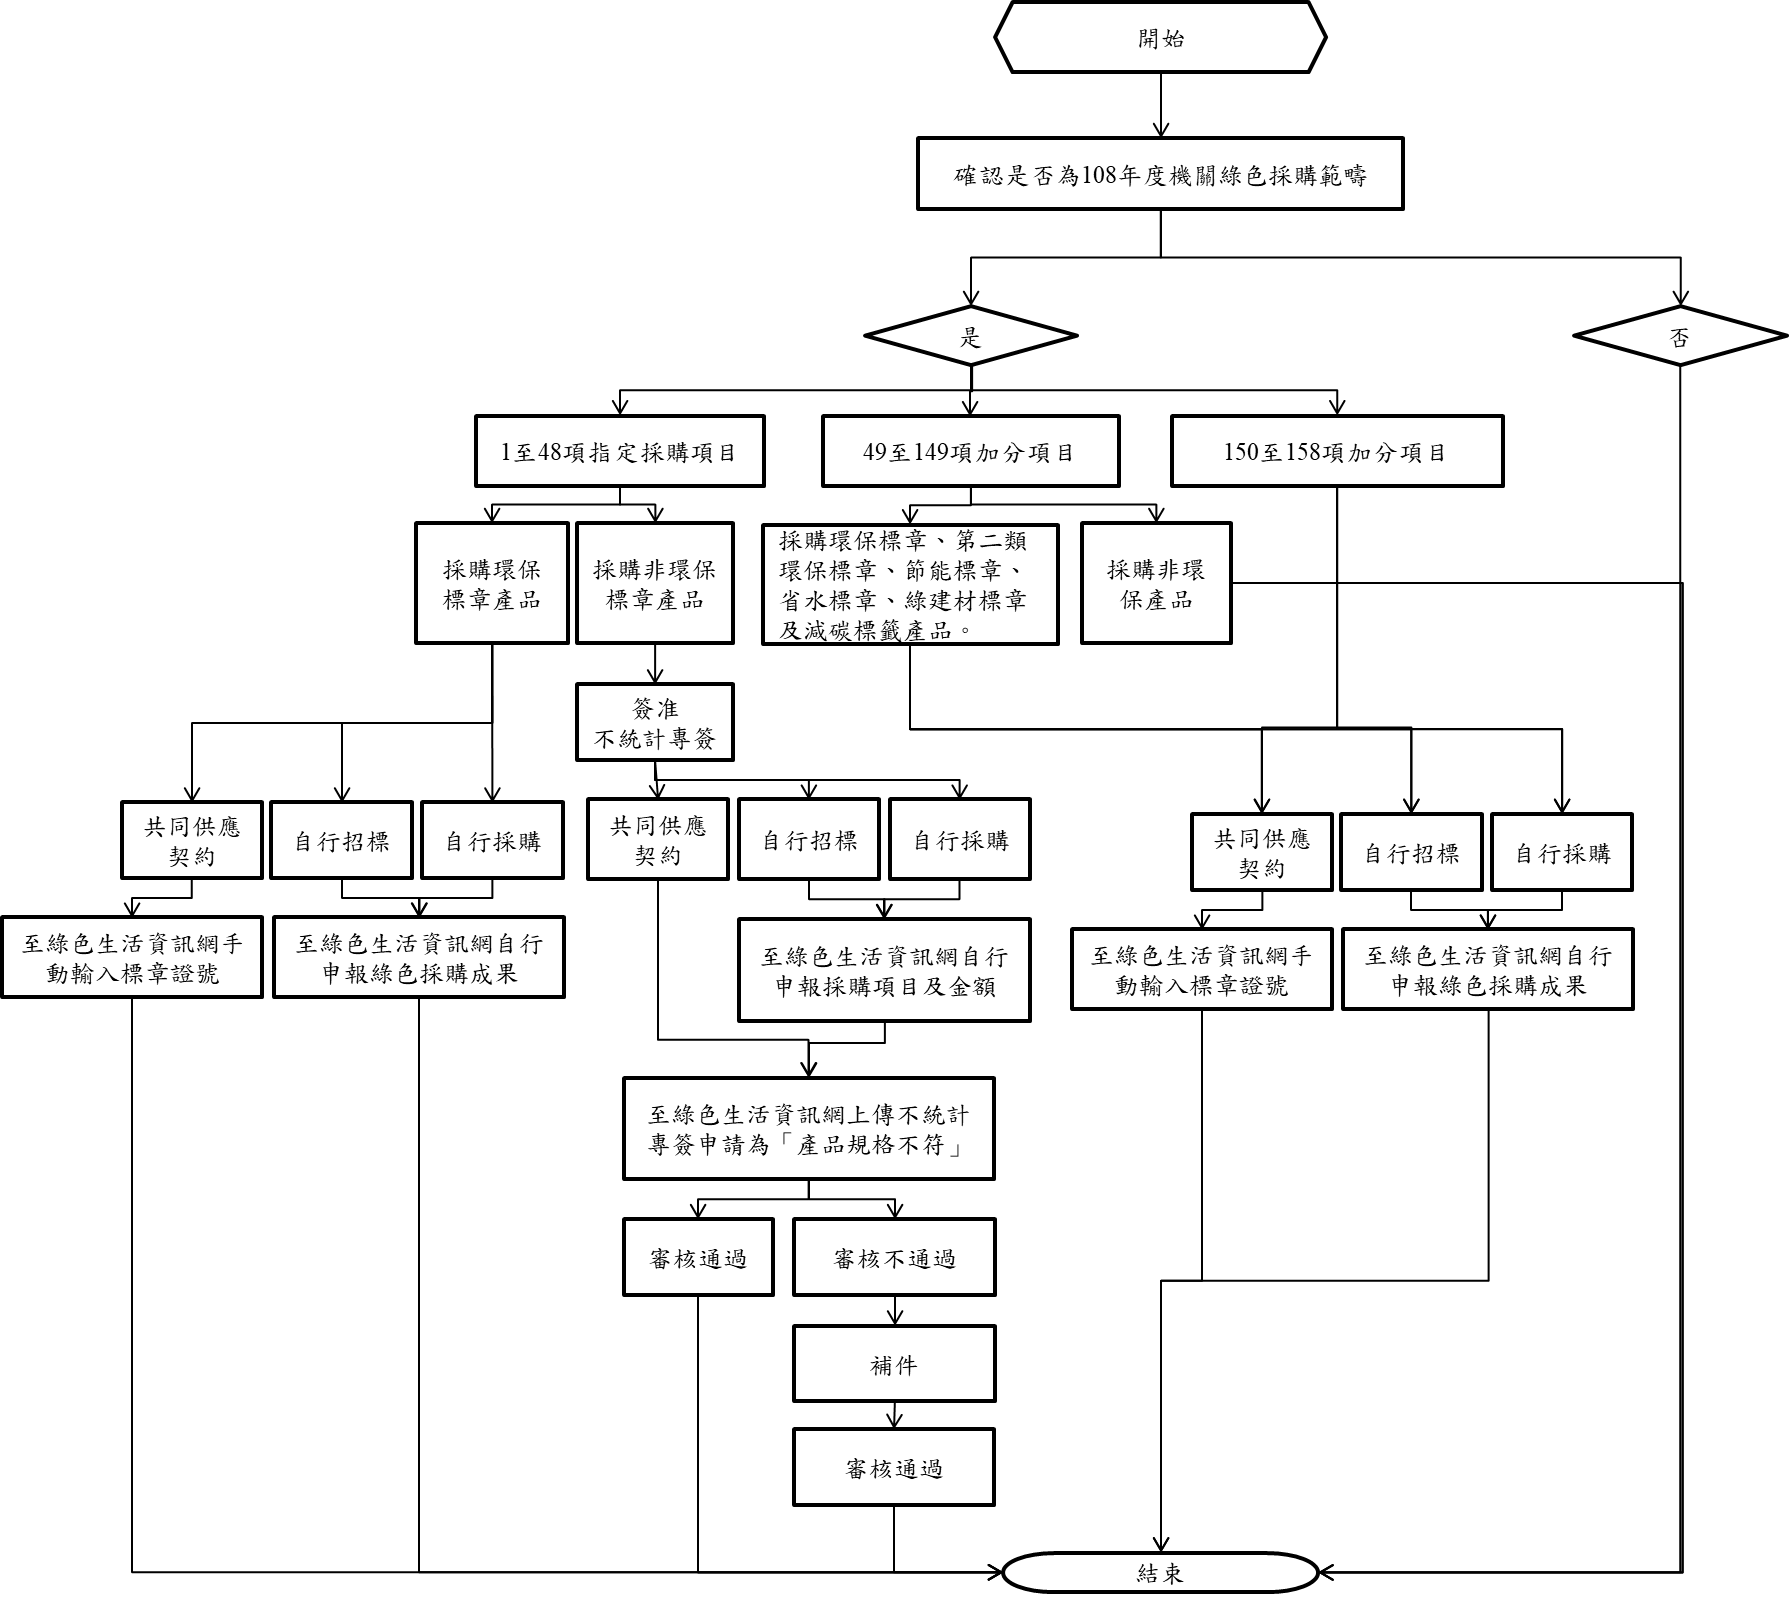 開始
確認是否為108年度機關綠色採購範疇
是
否
1至48項指定採購項目
49至149項加分項目
150至158項加分項目
採購環保
標章產品
採購非環保
標章產品
採購環保標章、第二類
環保標章、節能標章、
省水標章、綠建材標章
及減碳標籤產品。
採購非環
保產品
簽准
不統計專簽
共同供應
契約
自行招標
自行採購
共同供應
契約
自行招標
自行採購
共同供應
契約
自行招標
自行採購
至綠色生活資訊網手
動輸入標章證號
至綠色生活資訊網自行
申報綠色採購成果
至綠色生活資訊網自行
申報採購項目及金額
至綠色生活資訊網手
動輸入標章證號
至綠色生活資訊網自行
申報綠色採購成果
至綠色生活資訊網上傳不統計
專簽申請為「產品規格不符」
審核通過
審核不通過
補件
審核通過
結束